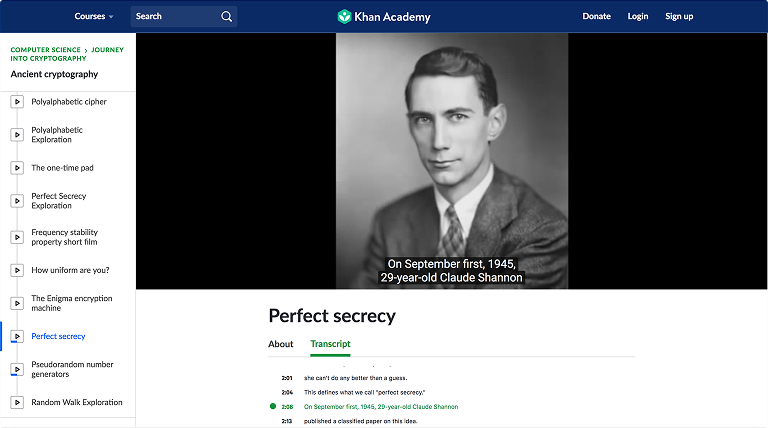 Courses
Search
Khan Academy
Donate
Login
Sign up
COMPUTER SCIENCE > JOURNEY
INTO CRYPTOGRAPHY
Ancient cryptography
Polyalphabetic cipher
Polyalphabetic
Exploration
The one-time pad
Perfect Secrecy
Exploration
Frequency stability
property short film
How uniform are you?
The Enigma encryption
machine
Perfect secrecy
Pseudorandom number
generators
Random Walk Exploration
On September first, 1945,
29-year-old Claude Shannon
Perfect secrecy
About
Transcript
2:01 she can't do any better than a guess.
2:04 This defines what we call "perfect secrecy."
2:08 On September first, 1945, 29-year-old Claude Shannon
2:13 published a classified paper on this idea.